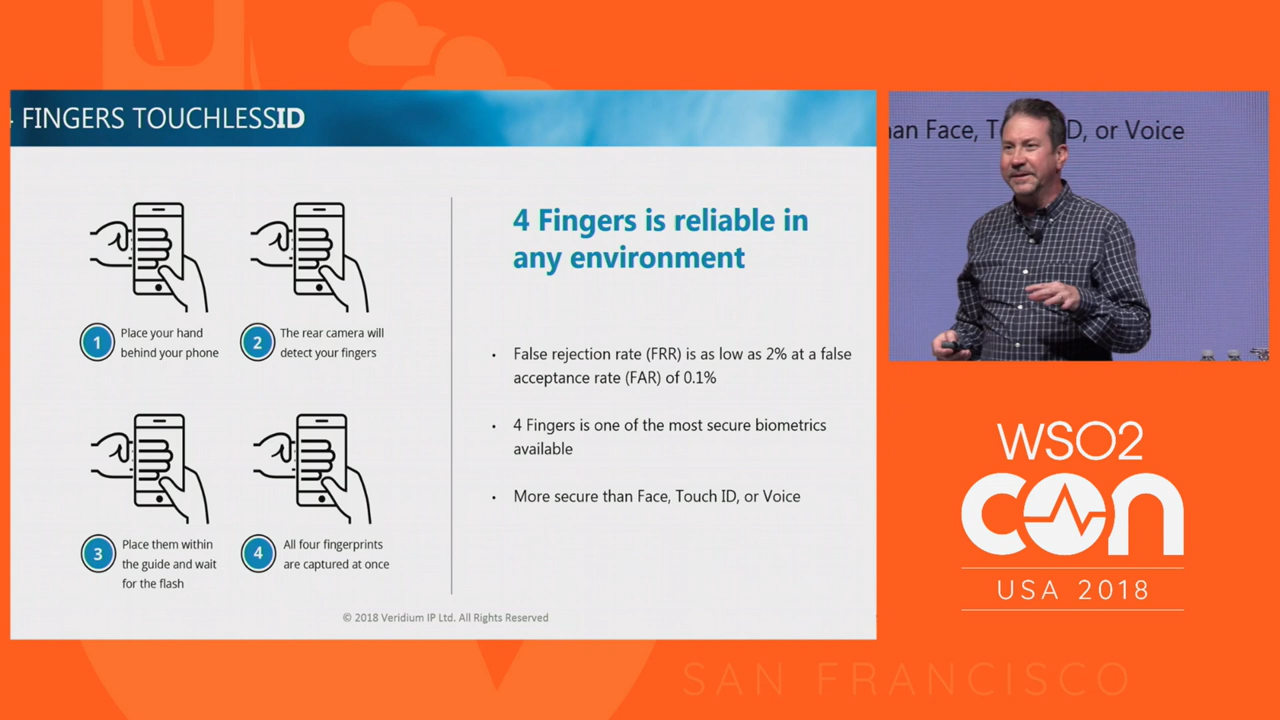 FINGERS TOUCHLESSID
1
Place your hand
behind your phone
2
The rear camera will
detect your fingers
3
Place them within
the guide and wait
for the flash
4
All four fingerprints
are captured at once
4 Fingers is reliable in
any environment
• False rejection rate (FRR) is as low as 2% at a false
acceptance rate (FAR) of 0.1%
• 4 Fingers is one of the most secure biometrics
available
• More secure than Face, Touch ID, or Voice
© 2018 Veridium IP Ltd. All Rights Reserved
Face, D, or Voice
WSO2
CON
USA 2018
SAN FRANCISCO